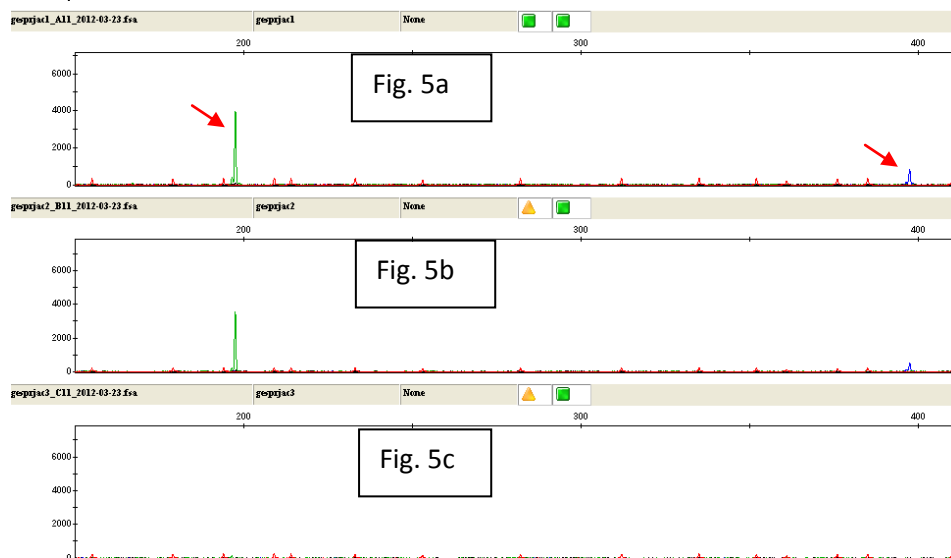 gesprjac1_A11_2012-03-23.fsa gesprjac1 None
200 300 400
Fig. 5a
6000
4000
2000
0
gesprjac2_B11_2012-03-23.fsa gesprjac2 None
200 300 400
Fig. 5b
6000
4000
2000
0
gesprjac3_C11_2012-03-23.fsa gesprjac3 None
200 300 400
Fig. 5c
6000
4000
2000
0